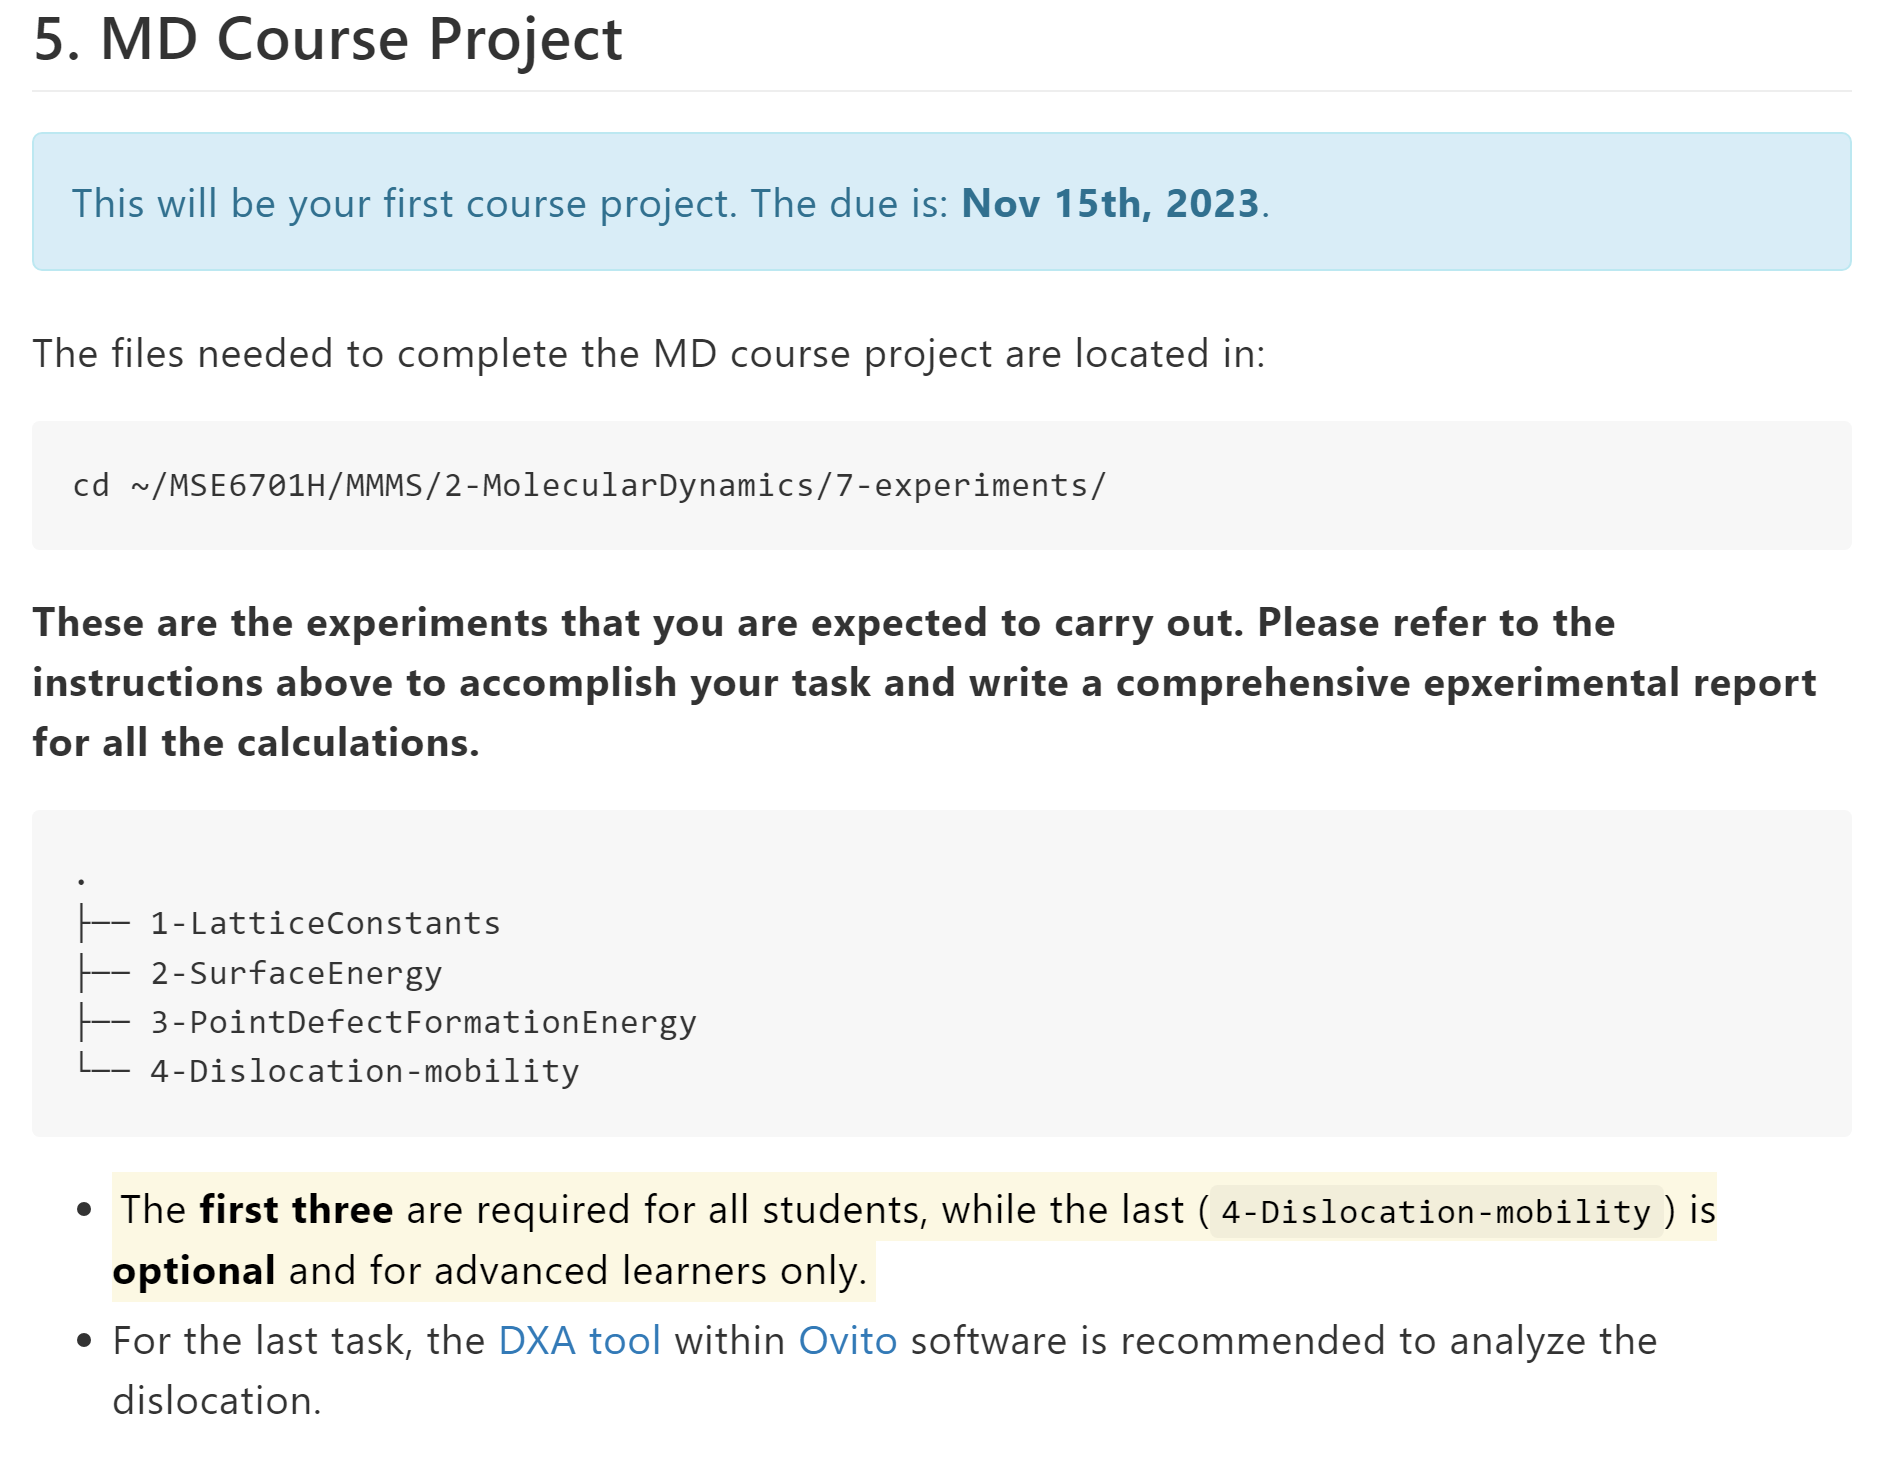 5. MD Course Project
This will be your first course project. The due is: Nov 15th, 2023.
The files needed to complete the MD course project are located in:
cd ~/MSE6701H/MMMS/2-MolecularDynamics/7-experiments/
These are the experiments that you are expected to carry out. Please refer to the
instructions above to accomplish your task and write a comprehensive epxerimental report
for all the calculations.
.
├── 1-LatticeConstants
├── 2-SurfaceEnergy
├── 3-PointDefectFormationEnergy
└── 4-Dislocation-mobility
• The first three are required for all students, while the last (4-Dislocation-mobility) is
optional and for advanced learners only.
• For the last task, the DXA tool within Ovito software is recommended to analyze the
dislocation.